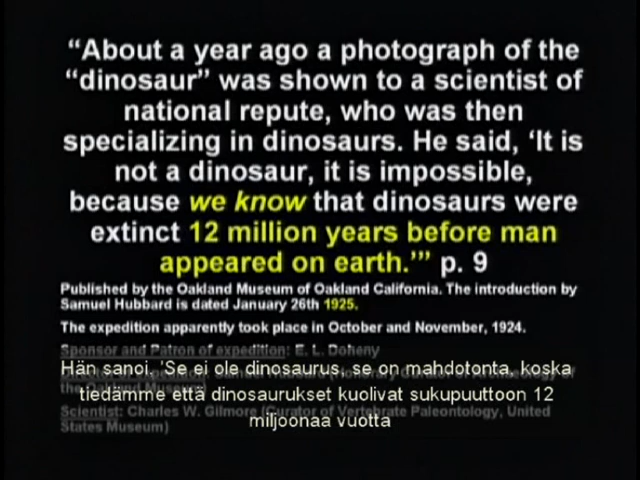 “About a year ago a photograph of the
“dinosaur” was shown to a scientist of
national repute, who was then
specializing in dinosaurs. He said, ‘It is
not a dinosaur, it is impossible,
because we know that dinosaurs were
extinct 12 million years before man
appeared on earth.’” p. 9
Published by the Oakland Museum of Oakland California. The introduction by
Samuel Hubbard is dated January 26th 1925.
The expedition apparently took place in October and November, 1924.
Sponsor and Patron of expedition: E. L. Doheny
Hän sanoi, 'Se ei ole dinosaurus, se on mahdotonta, koska
the Oakland Museum)
tiedämme että dinosaurukset kuolivat sukupuuttoon 12
Scientist: Charles W. Gilmore (Curator of Vertebrate Paleontology, United
States Museum)
miljoonaa vuotta